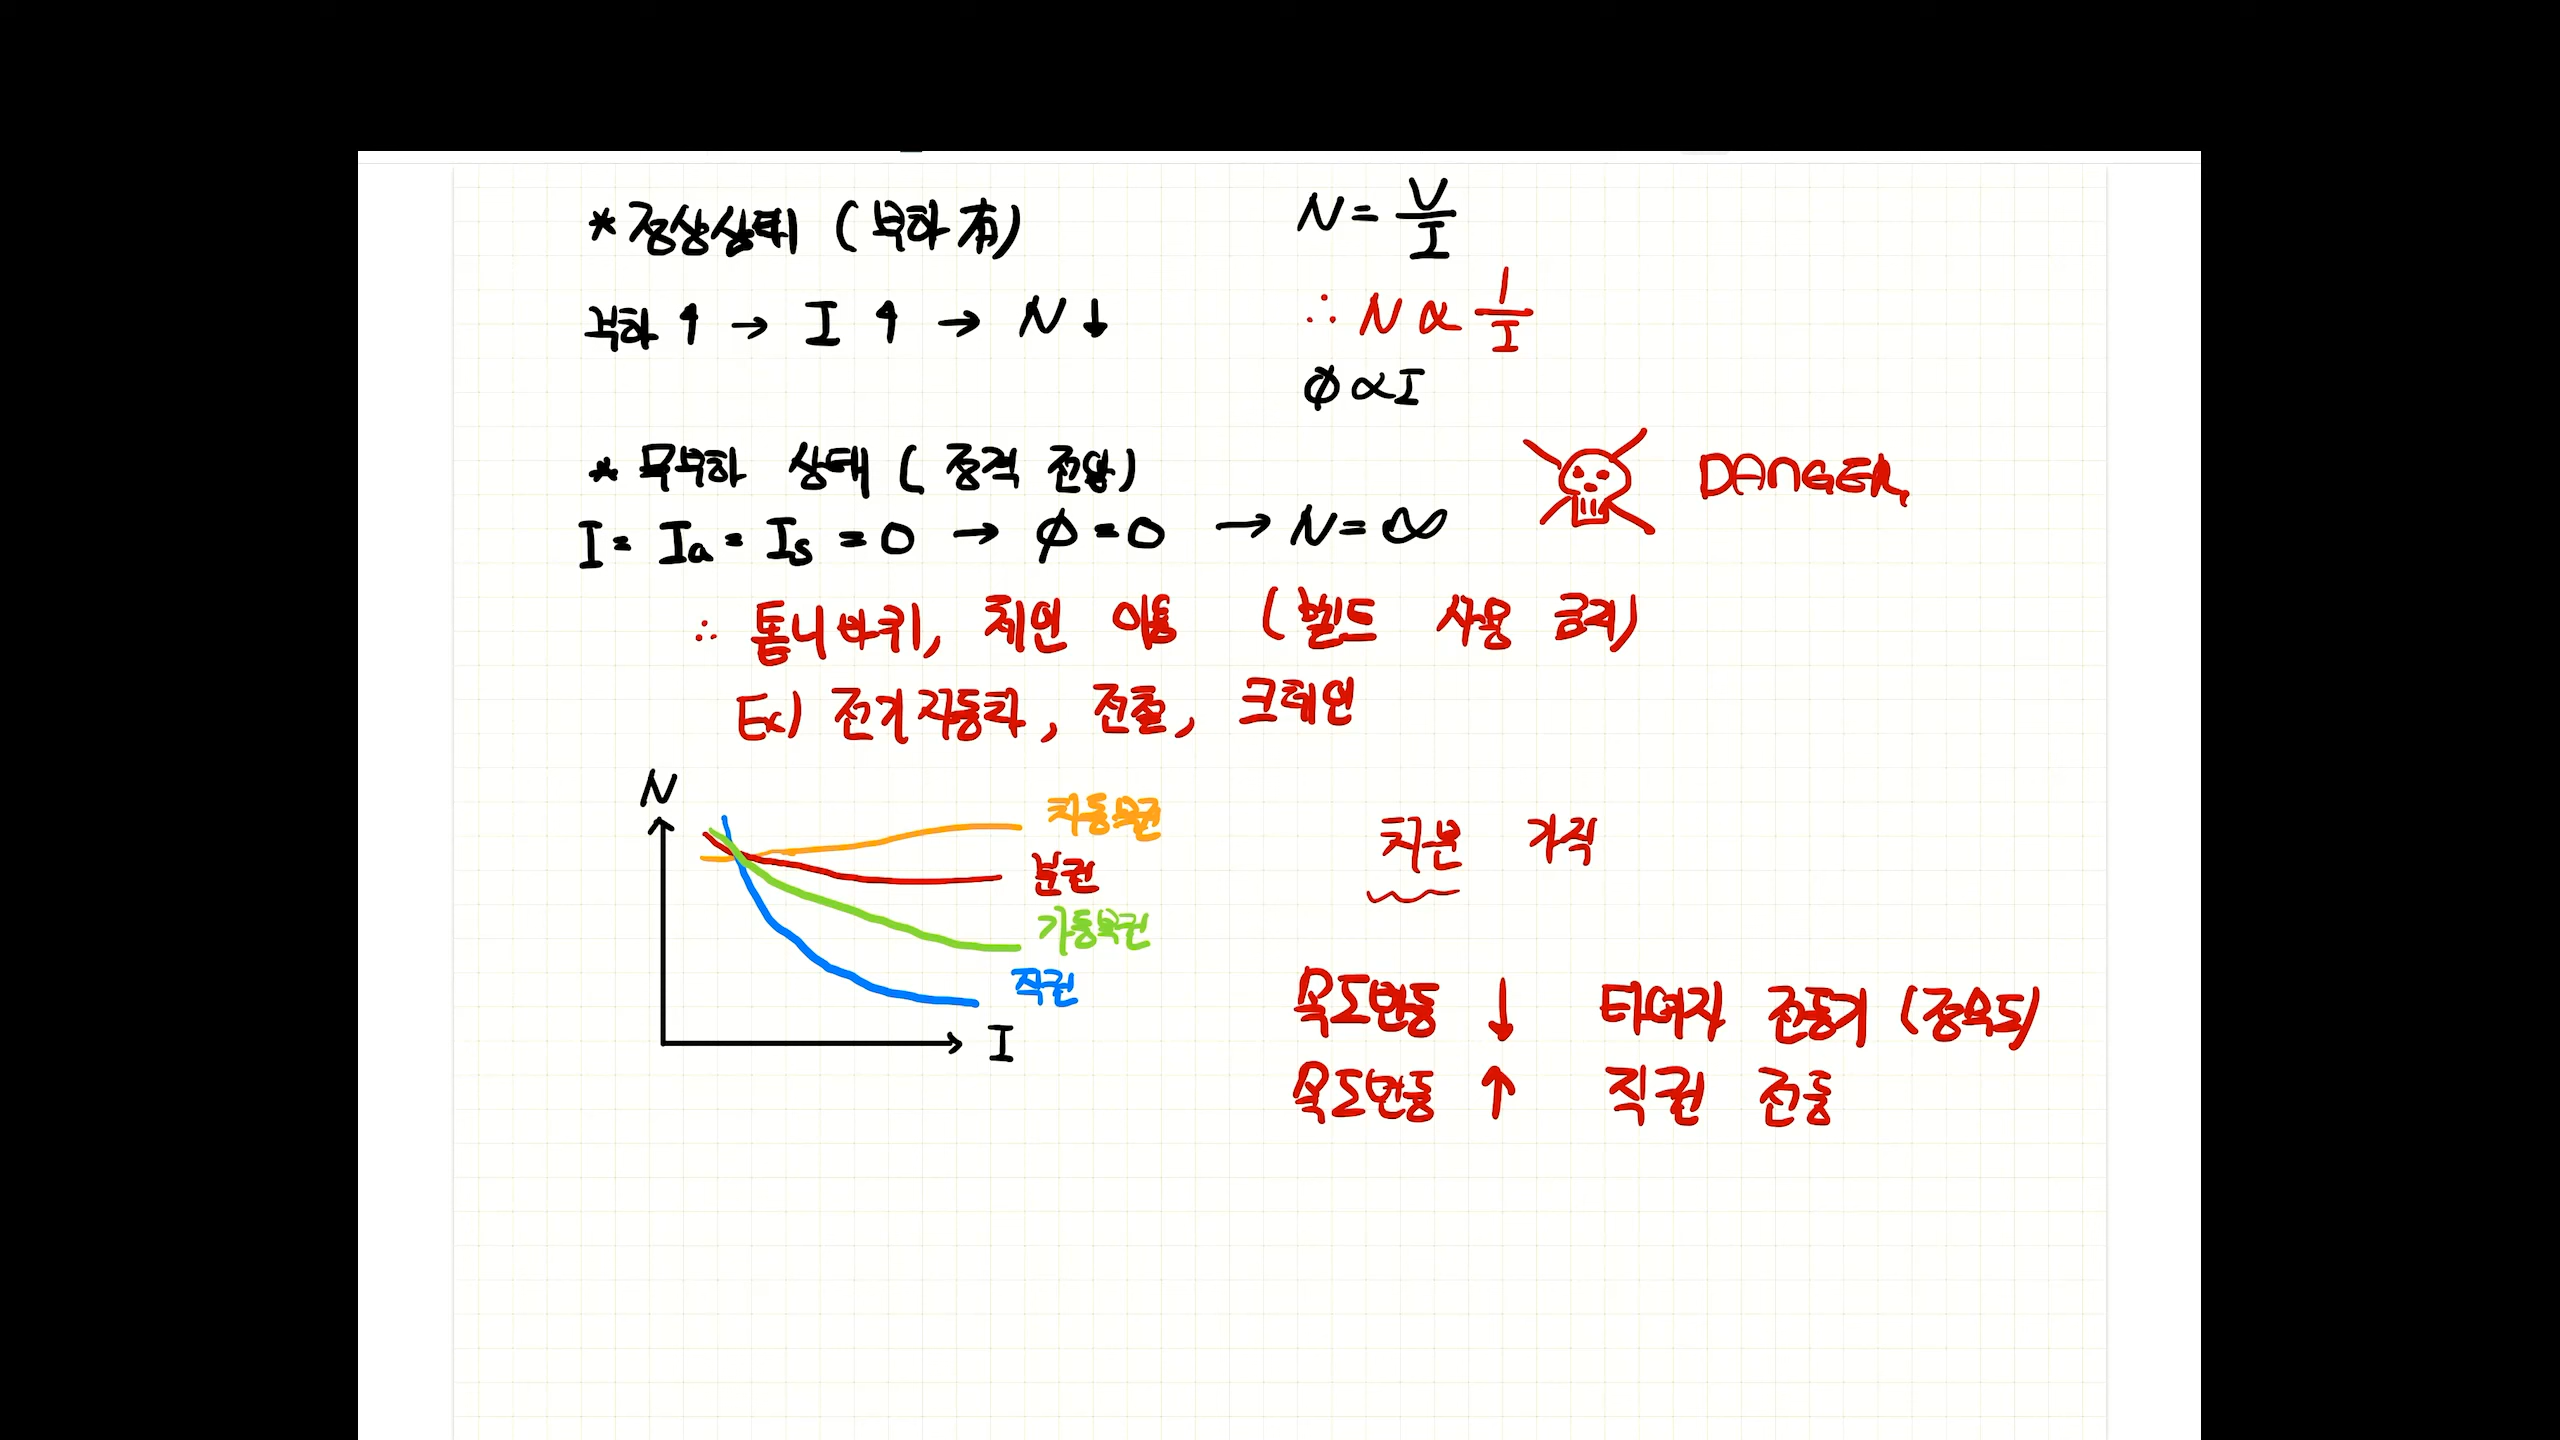 * 정상상태 (부하 有)
N = V/I
부하 ↑ → I ↑ → N ↓
∴ N ∝ 1/I
ϕ ∝ I
* 무부하 상태 ( 정격 전압)
DANGER
I = Ia = Is = 0 → ϕ = 0 → N = ∞
∴ 톱니바퀴, 체인 이용 (벨트 사용 금지)
Ex) 전기자동차, 전철, 크레인
N
차동복권
분권
가동복권
직권
I
차분 가직
속도변동 ↓ 타여자 전동기 (정속도)
속도변동 ↑ 직권 전동